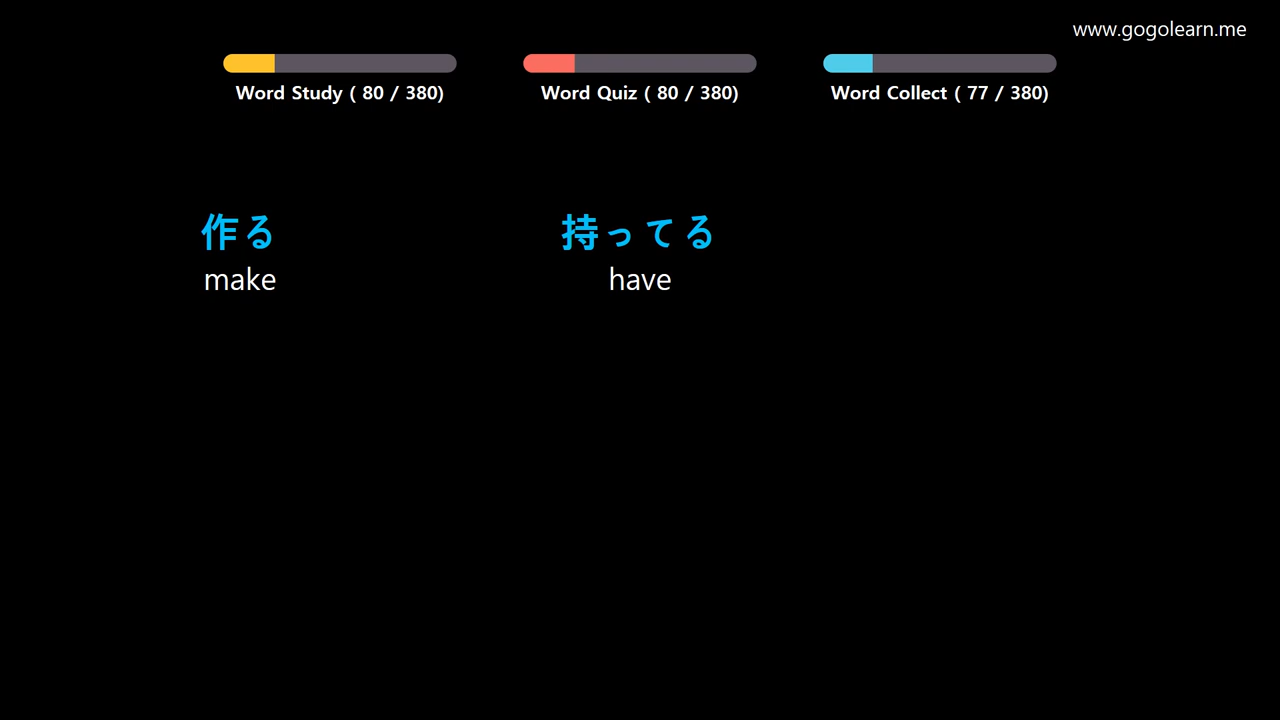 www.gogolearn.me
Word Study ( 80 / 380)
Word Quiz ( 80 / 380)
Word Collect ( 77 / 380)
作る
make
持ってる
have